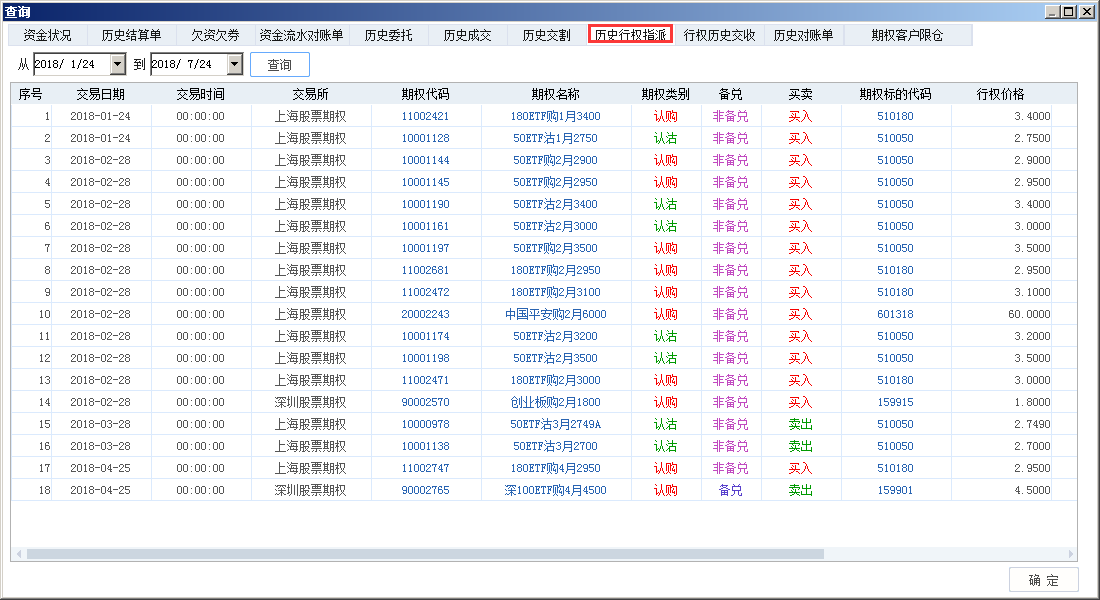 查询
资金状况 历史结算单 欠资欠券 资金流水对账单 历史委托 历史成交 历史交割 历史行权指派 行权历史交收 历史对账单 期权客户限仓
从 2018/ 1/24 到 2018/ 7/24 查询
序号 交易日期 交易时间 交易所 期权代码 期权名称 期权类别 备兑 买卖 期权标的代码 行权价格
1 2018-01-24 00:00:00 上海股票期权 11002421 180ETF购1月3400 认购 非备兑 买入 510180 3.4000
2 2018-01-24 00:00:00 上海股票期权 10001128 50ETF沽1月2750 认沽 非备兑 买入 510050 2.7500
3 2018-02-28 00:00:00 上海股票期权 10001144 50ETF购2月2900 认购 非备兑 买入 510050 2.9000
4 2018-02-28 00:00:00 上海股票期权 10001145 50ETF购2月2950 认购 非备兑 买入 510050 2.9500
5 2018-02-28 00:00:00 上海股票期权 10001190 50ETF沽2月3400 认沽 非备兑 买入 510050 3.4000
6 2018-02-28 00:00:00 上海股票期权 10001161 50ETF沽2月3000 认沽 非备兑 买入 510050 3.0000
7 2018-02-28 00:00:00 上海股票期权 10001197 50ETF购2月3500 认购 非备兑 买入 510050 3.5000
8 2018-02-28 00:00:00 上海股票期权 11002681 180ETF购2月2950 认购 非备兑 买入 510180 2.9500
9 2018-02-28 00:00:00 上海股票期权 11002472 180ETF购2月3100 认购 非备兑 买入 510180 3.1000
10 2018-02-28 00:00:00 上海股票期权 20002243 中国平安购2月6000 认购 非备兑 买入 601318 60.0000
11 2018-02-28 00:00:00 上海股票期权 10001174 50ETF沽2月3200 认沽 非备兑 买入 510050 3.2000
12 2018-02-28 00:00:00 上海股票期权 10001198 50ETF沽2月3500 认沽 非备兑 买入 510050 3.5000
13 2018-02-28 00:00:00 上海股票期权 11002471 180ETF购2月3000 认购 非备兑 买入 510180 3.0000
14 2018-02-28 00:00:00 深圳股票期权 90002570 创业板购2月1800 认购 非备兑 买入 159915 1.8000
15 2018-03-28 00:00:00 上海股票期权 10000978 50ETF沽3月2749A 认沽 非备兑 卖出 510050 2.7490
16 2018-03-28 00:00:00 上海股票期权 10001138 50ETF沽3月2700 认沽 非备兑 卖出 510050 2.7000
17 2018-04-25 00:00:00 上海股票期权 11002747 180ETF购4月2950 认购 非备兑 买入 510180 2.9500
18 2018-04-25 00:00:00 深圳股票期权 90002765 深100ETF购4月4500 认购 备兑 卖出 159901 4.5000
确 定